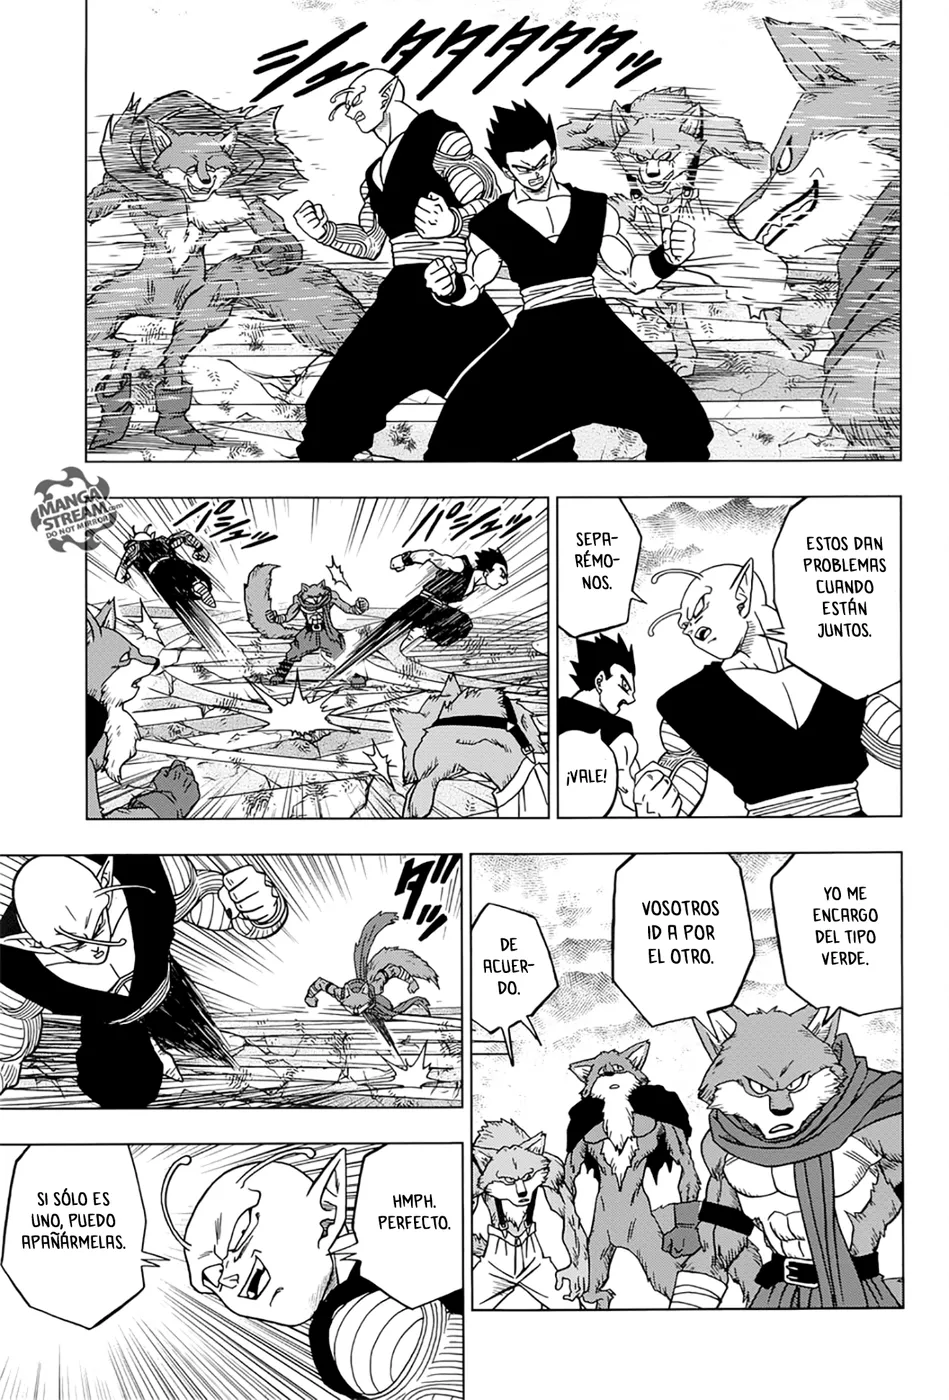 シュタタタタタッ
MANGA
STREAM.com
DO NOT MIRROR
パシュッ
パシュッ
ESTOS DAN
PROBLEMAS
CUANDO
ESTÁN
JUNTOS.
SEPA-
RÉMO-
NOS.
¡VALE!
YO ME
ENCARGO
DEL TIPO
VERDE.
VOSOTROS
ID A POR
EL OTRO.
DE
ACUER-
DO.
ダッ
HMPH.
PERFECTO.
SI SÓLO ES
UNO, PUEDO
APAÑÁRMELAS.